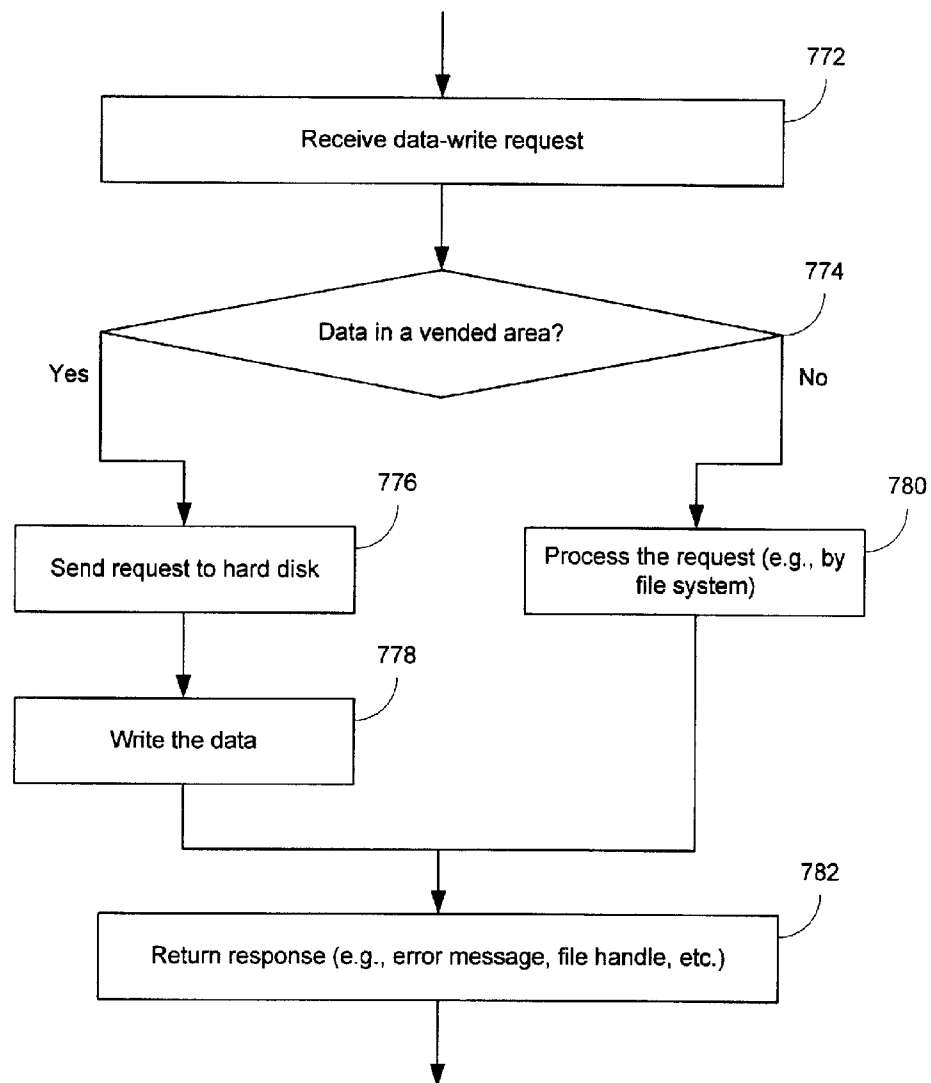 772
Receive data-write request
774
Data in a vended area?
Yes
No
776
780
Send request to hard disk
Process the request (e.g., by
file system)
778
Write the data
782
Return response (e.g., error message, file handle, etc.)